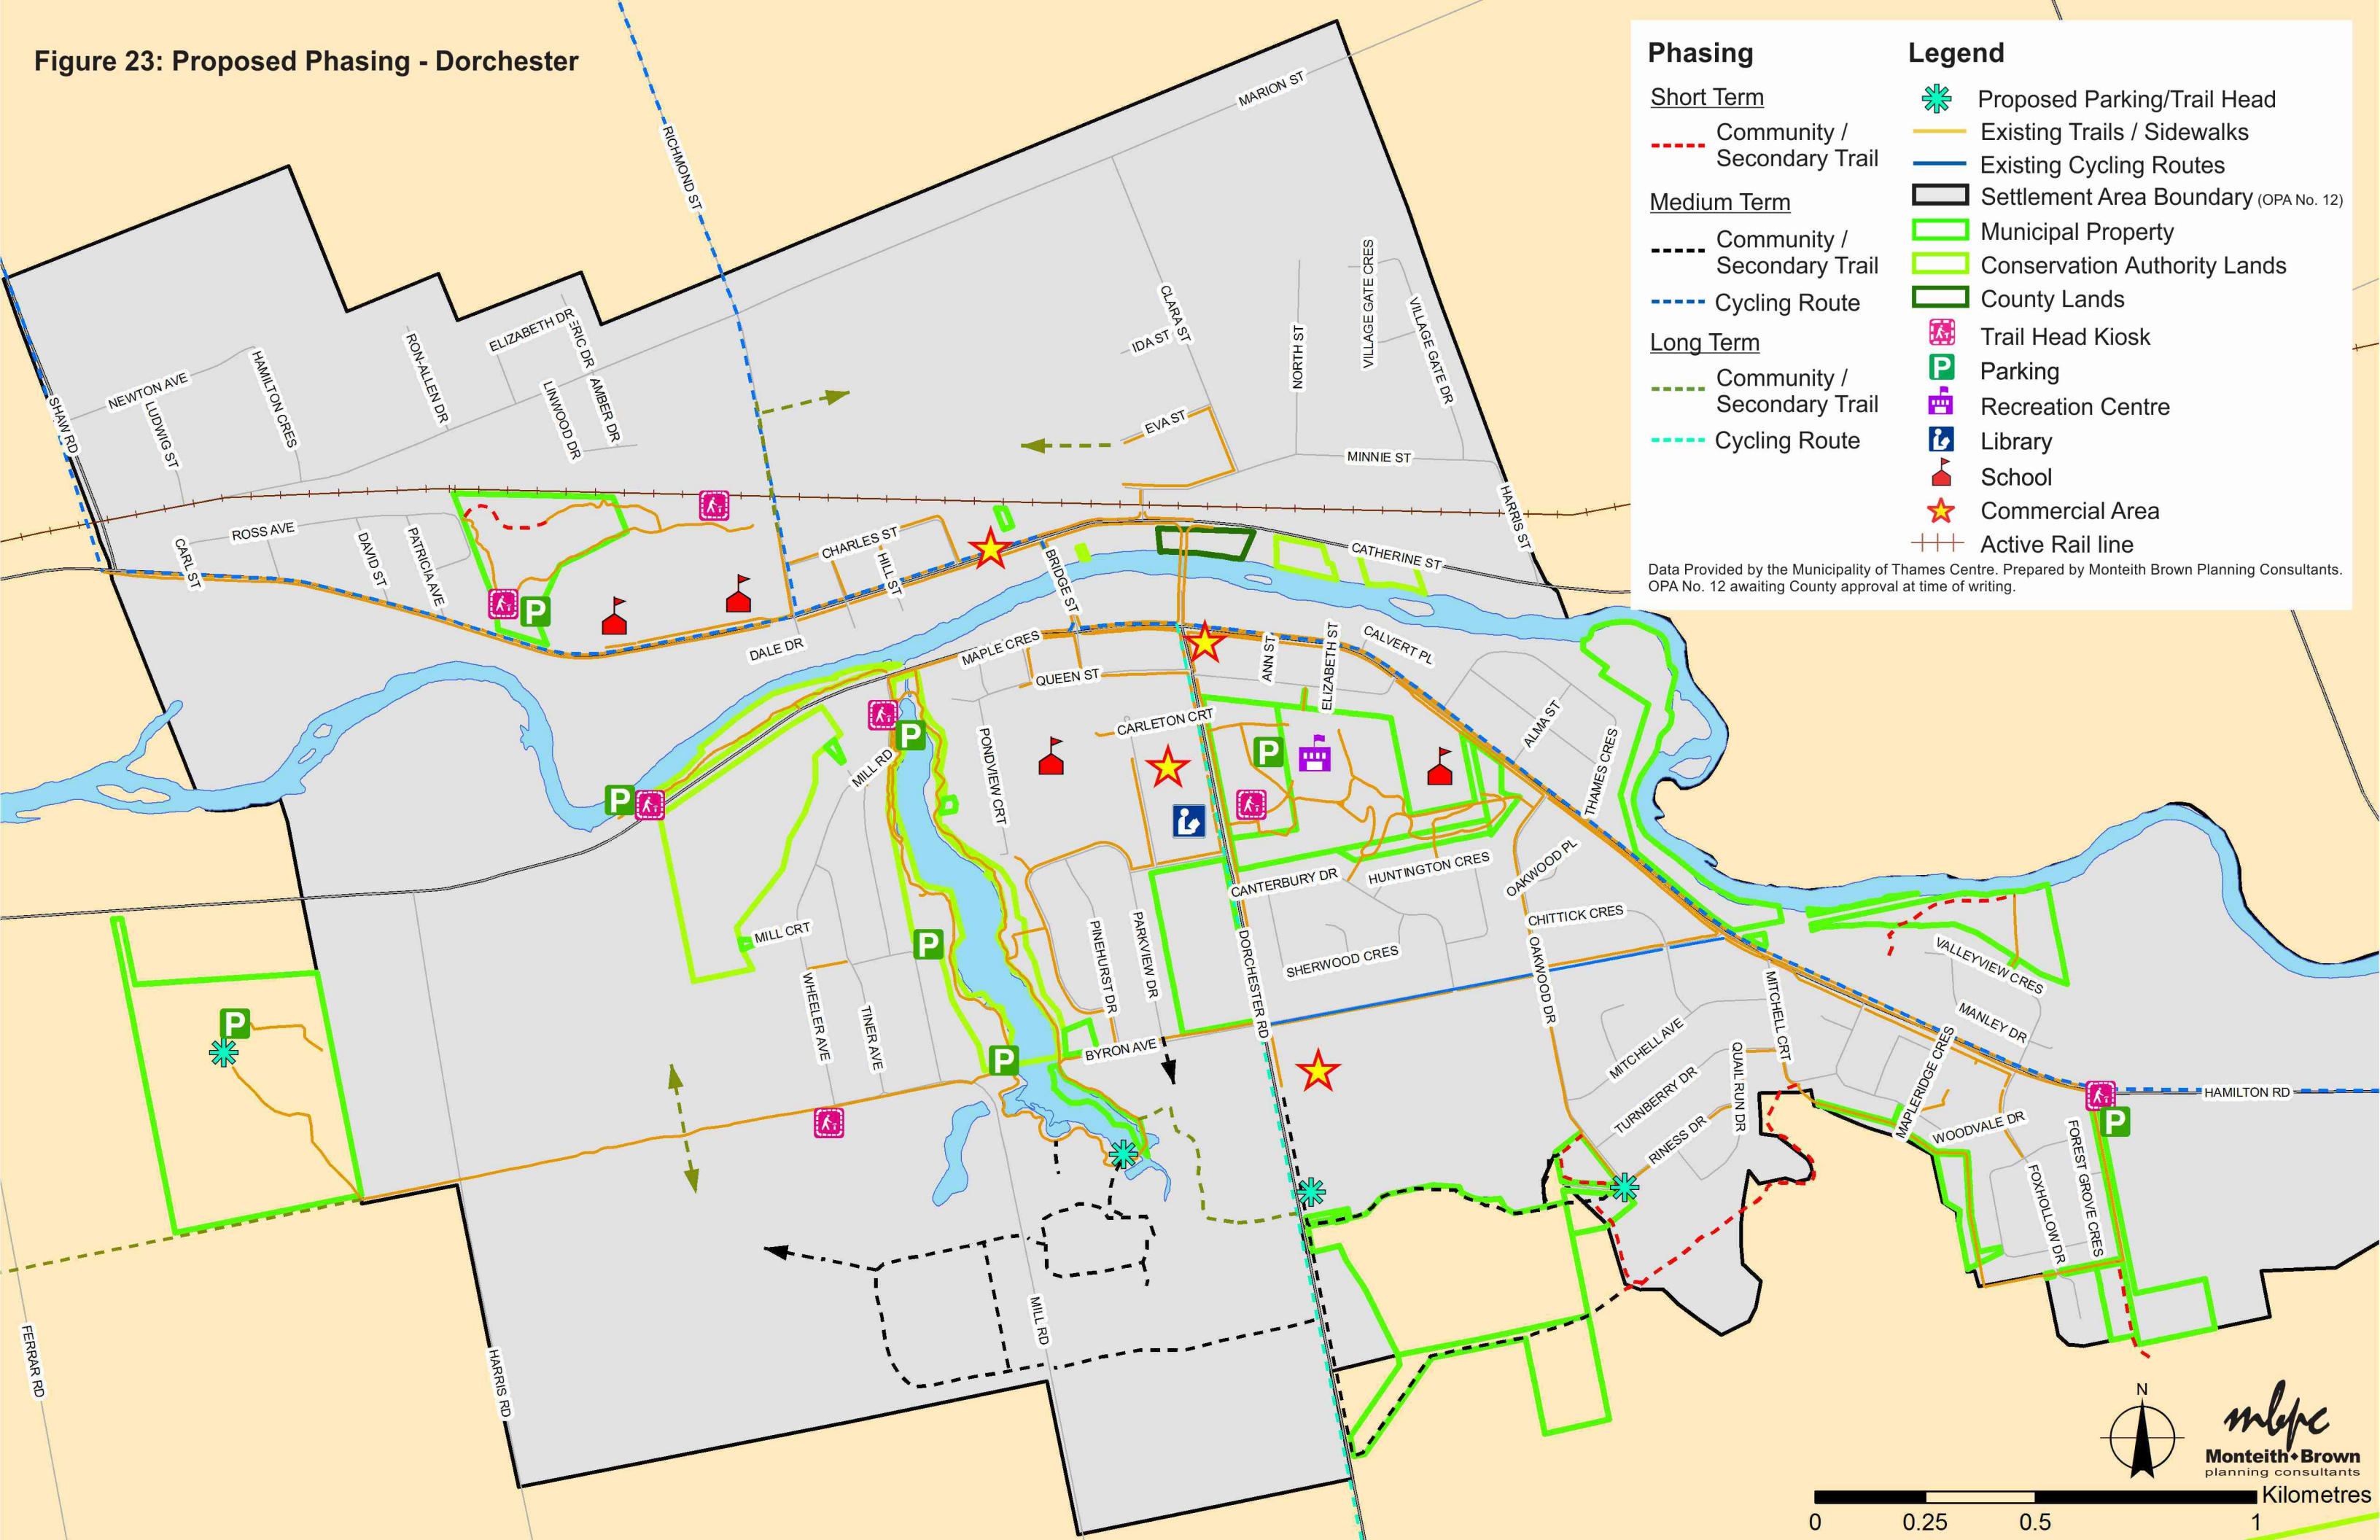 Figure 23: Proposed Phasing - Dorchester
Phasing
Short Term
Community /
Secondary Trail
Medium Term
Community /
Secondary Trail
Cycling Route
Long Term
Community /
Secondary Trail
Cycling Route
Legend
Proposed Parking/Trail Head
Existing Trails / Sidewalks
Existing Cycling Routes
Settlement Area Boundary (OPA No. 12)
Municipal Property
Conservation Authority Lands
County Lands
Trail Head Kiosk
P Parking
Recreation Centre
Library
School
Commercial Area
Active Rail line
Data Provided by the Municipality of Thames Centre. Prepared by Monteith Brown Planning Consultants.
OPA No. 12 awaiting County approval at time of writing.
MARION ST
RICHMOND ST
CLARA ST
IDA ST
EVA ST
NORTH ST
VILLAGE GATE CRES
VILLAGE GATE DR
MINNIE ST
HARRIS ST
ELIZABETH DR
ERIC DR
AMBER DR
LINWOOD DR
RON-ALLEN DR
HAMILTON CRES
NEWTON AVE
LUDWIG ST
SHAW RD
ROSS AVE
CARL ST
DAVID ST
PATRICIA AVE
CHARLES ST
HILL ST
BRIDGE ST
CATHERINE ST
DALE DR
MAPLE CRES
QUEEN ST
ANN ST
ELIZABETH ST
CALVERT PL
CARLETON CRT
PONDVIEW CRT
MILL RD
ALMA ST
THAMES CRES
P
P
P
P
P
P
P
P
CANTERBURY DR
HUNTINGTON CRES
OAKWOOD PL
CHITTICK CRES
SHERWOOD CRES
DORCHESTER RD
OAKWOOD DR
MILL CRT
WHEELER AVE
TINER AVE
PINEHURST DR
PARKVIEW DR
BYRON AVE
MITCHELL AVE
MITCHELL CRT
TURNBERRY DR
RINESS DR
QUAIL RUN DR
VALLEYVIEW CRES
MANLEY DR
MAPLERIDGE CRES
WOODVALE DR
FOXHOLLOW DR
FOREST GROVE CRES
HAMILTON RD
FERRAR RD
HARRIS RD
MILL RD
N
mbpc
Monteith Brown
planning consultants
Kilometres
0 0.25 0.5 1